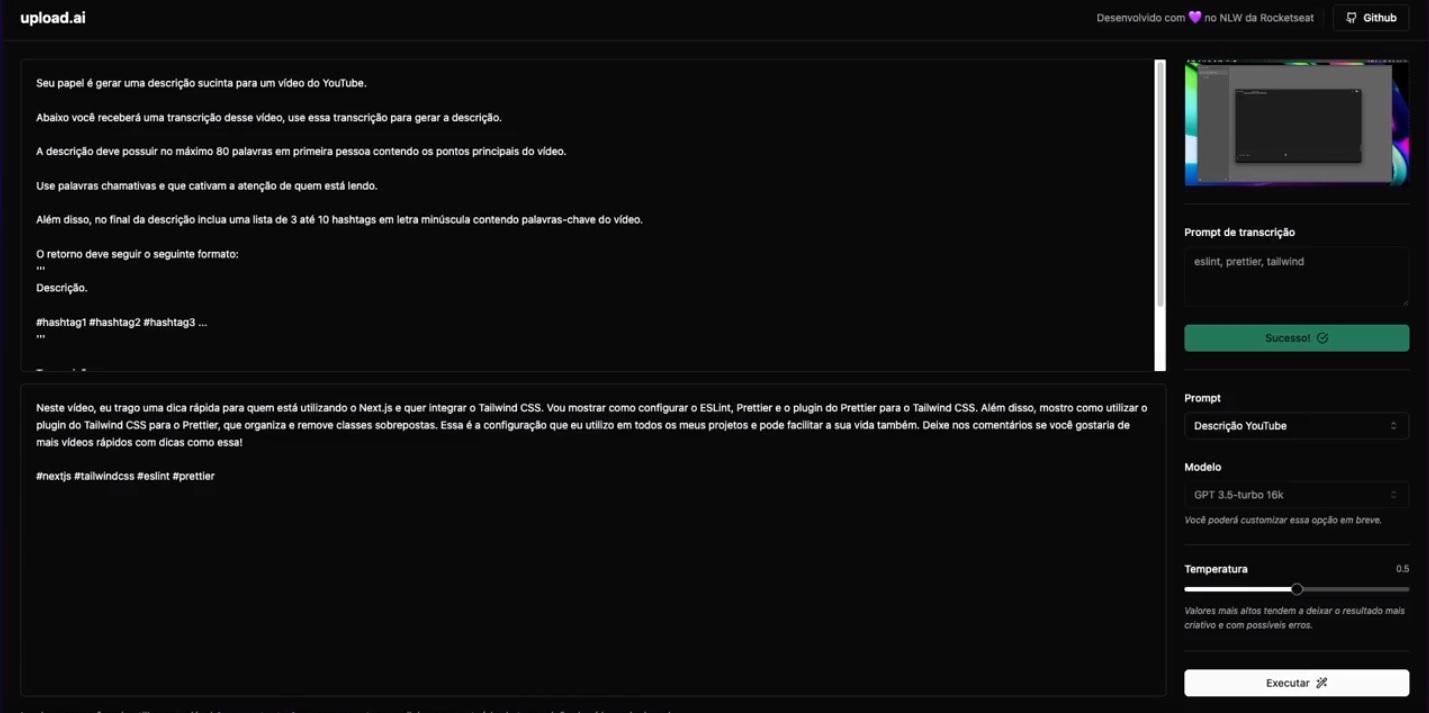 upload.ai
Desenvolvido com 💜 no NLW da Rocketseat
Github
Seu papel é gerar uma descrição sucinta para um vídeo do YouTube.
Abaixo você receberá uma transcrição desse vídeo, use essa transcrição para gerar a descrição.
A descrição deve possuir no máximo 80 palavras em primeira pessoa contendo os pontos principais do vídeo.
Use palavras chamativas e que cativam a atenção de quem está lendo.
Além disso, no final da descrição inclua uma lista de 3 até 10 hashtags em letra minúscula contendo palavras-chave do vídeo.
O retorno deve seguir o seguinte formato:
'''
Descrição.
#hashtag1 #hashtag2 #hashtag3 ...
'''
Neste vídeo, eu trago uma dica rápida para quem está utilizando o Next.js e quer integrar o Tailwind CSS. Vou mostrar como configurar o ESLint, Prettier e o plugin do Prettier para o Tailwind CSS. Além disso, mostro como utilizar o
plugin do Tailwind CSS para o Prettier, que organiza e remove classes sobrepostas. Essa é a configuração que eu utilizo em todos os meus projetos e pode facilitar a sua vida também. Deixe nos comentários se você gostaria de
mais vídeos rápidos com dicas como essa!
#nextjs #tailwindcss #eslint #prettier
Prompt de transcrição
eslint, prettier, tailwind
Sucesso!
Prompt
Descrição YouTube
Modelo
GPT 3.5-turbo 16k
Você poderá customizar essa opção em breve.
Temperatura
0.5
Valores mais altos tendem a deixar o resultado mais
criativo e com possíveis erros.
Executar